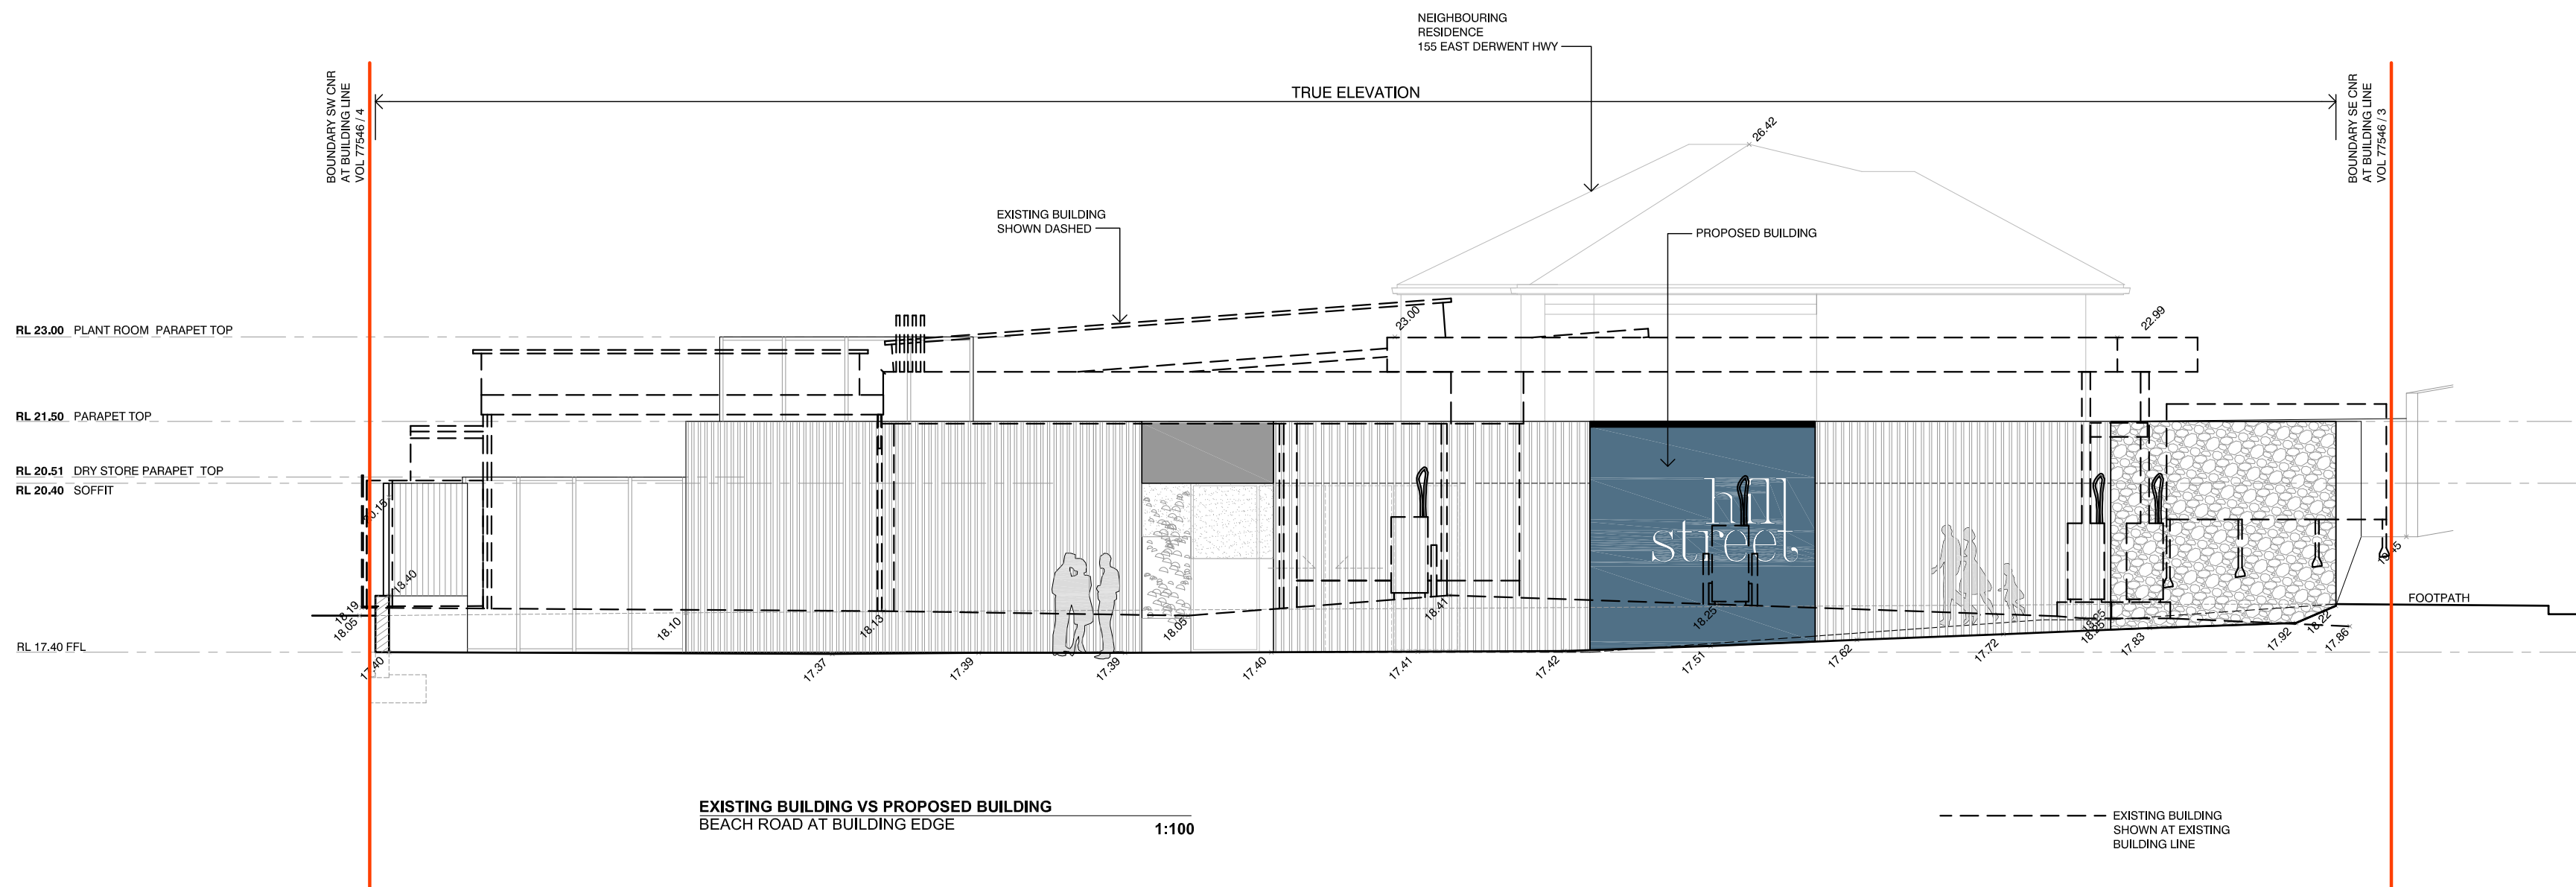 NEIGHBOURING
RESIDENCE
155 EAST DERWENT HWY
BOUNDARY SW CNR
AT BUILDING LINE
VOL 77546 / 4
TRUE ELEVATION
BOUNDARY SE CNR
AT BUILDING LINE
VOL 77546 / 3
26.42
EXISTING BUILDING
SHOWN DASHED
PROPOSED BUILDING
RL 23.00 PLANT ROOM PARAPET TOP
23.00
22.99
RL 21.50 PARAPET TOP
RL 20.51 DRY STORE PARAPET TOP
RL 20.40 SOFFIT
hill
street
18.40
18.19
18.05
18.10
18.13
18.05
18.41
18.25
18.25
FOOTPATH
RL 17.40 FFL
17.40
17.37
17.39
17.39
17.40
17.41
17.42
17.51
17.62
17.72
17.83
17.92
18.22
17.86
EXISTING BUILDING VS PROPOSED BUILDING
BEACH ROAD AT BUILDING EDGE
1:100
EXISTING BUILDING
SHOWN AT EXISTING
BUILDING LINE